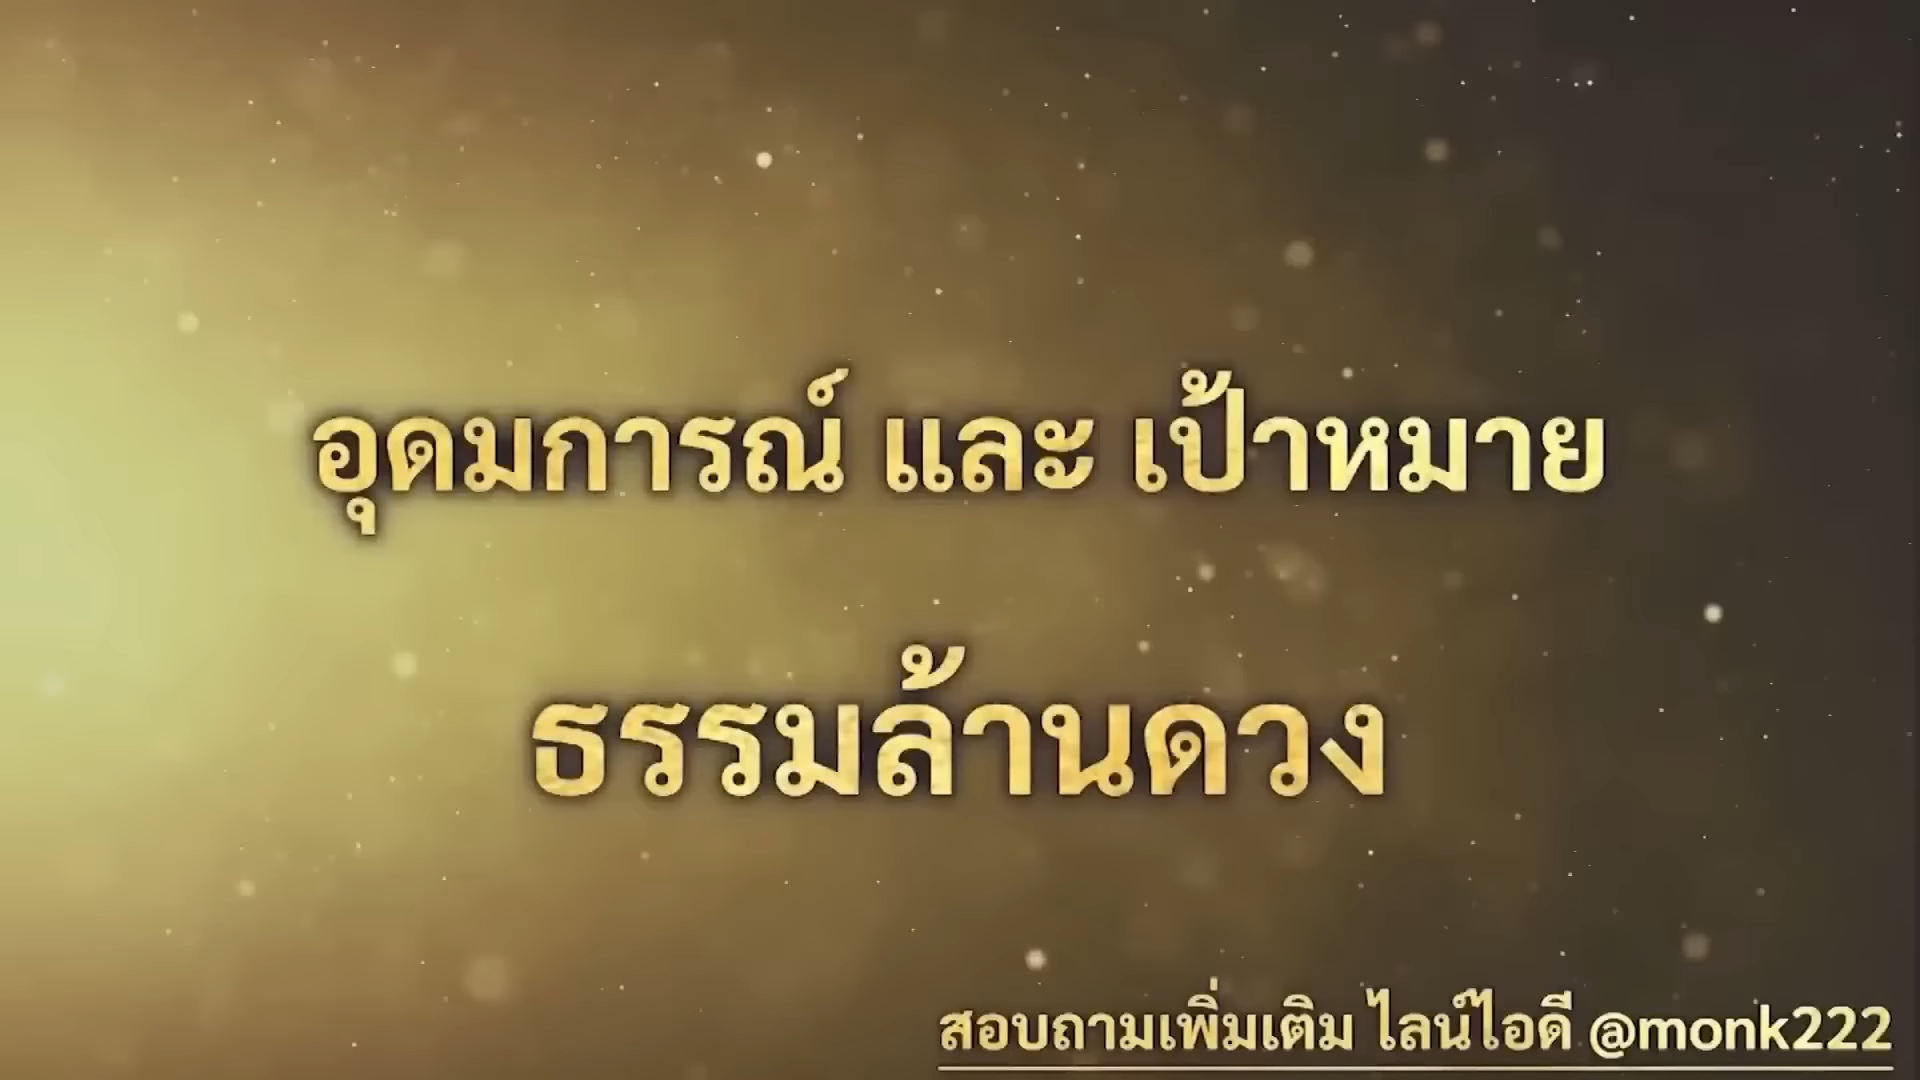 อุดมการณ์ และ เป้าหมาย
ธรรมล้านดวง
สอบถามเพิ่มเติม ไลน์ไอดี @monk222